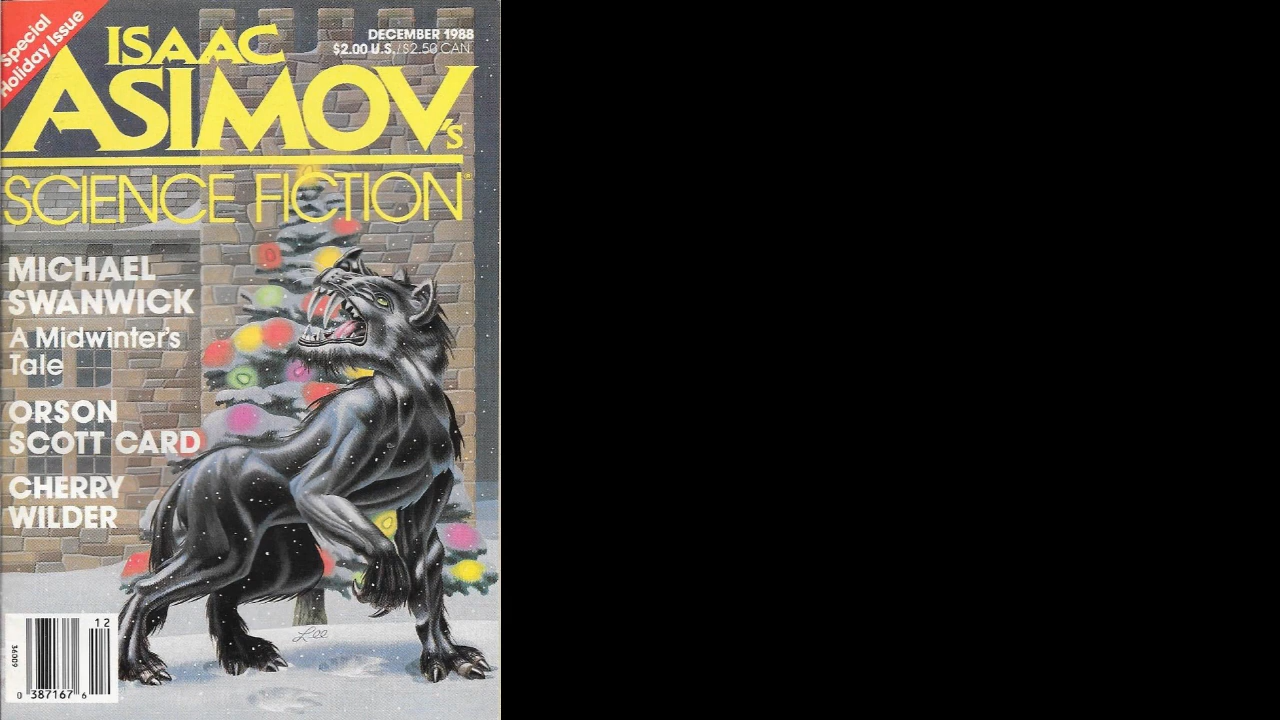 Special
Holiday Issue
DECEMBER 1988
$2.00 U.S./$2.50 CAN.
ISAAC
ASIMOV's
SCIENCE FICTION®
MICHAEL
SWANWICK
A Midwinter's
Tale
ORSON
SCOTT CARD
CHERRY
WILDER
Lee
12
36009
0 387167 6